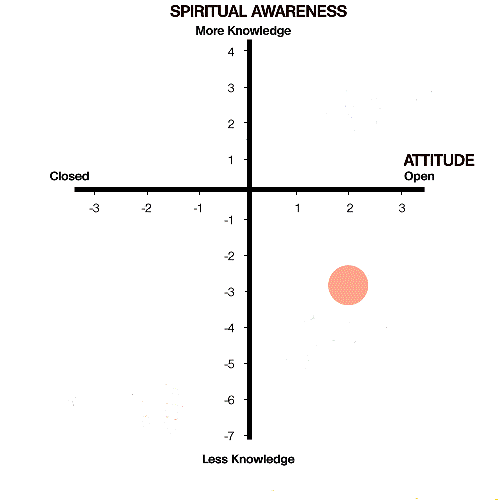 SPIRITUAL AWARENESS
More Knowledge
4
3
2
1
ATTITUDE
Closed
Open
-3
-2
-1
1
2
3
-1
-2
-3
-4
-5
-6
-7
Less Knowledge